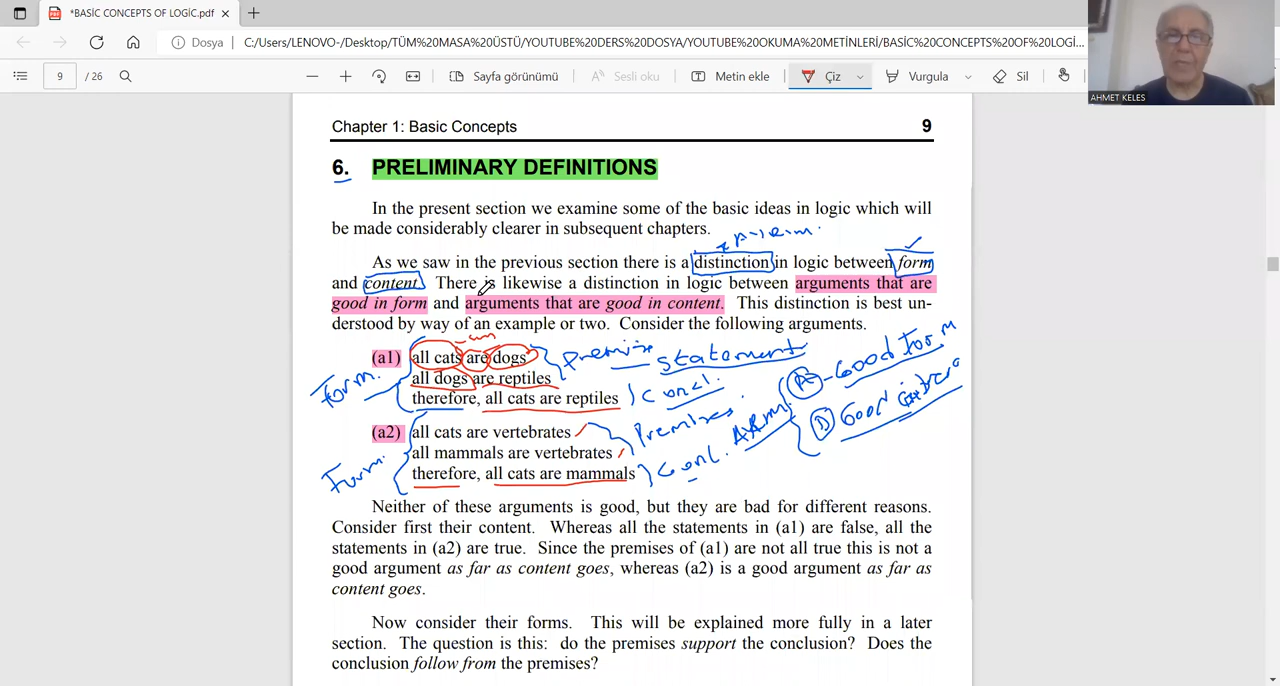 *BASİC CONCEPTS OF LOGİC.pdf
Dosya C:/Users/LENOVO-/Desktop/TÜM%20MASA%20ÜSTÜ/YOUTUBE%20DERS%20DOSYA/YOUTUBE%20OKUMA%20METİNLERİ/BASİC%20CONCEPTS%20OF%20LOGİ...
9 / 26 Sayfa görünümü Sesli oku Metin ekle Çiz Vurgula Sil
AHMET KELES
Chapter 1: Basic Concepts 9
6. PRELIMINARY DEFINITIONS
In the present section we examine some of the basic ideas in logic which will
be made considerably clearer in subsequent chapters.
As we saw in the previous section there is a distinction in logic between form
and content. There is likewise a distinction in logic between arguments that are
good in form and arguments that are good in content. This distinction is best un-
derstood by way of an example or two. Consider the following arguments.
(a1) all cats are dogs Premise statement
all dogs are reptiles
Form. therefore, all cats are reptiles Concl.
Good Form
Good
(a2) all cats are vertebrates Premises.
all mammals are vertebrates
Form. therefore, all cats are mammals Conl.
Neither of these arguments is good, but they are bad for different reasons.
Consider first their content. Whereas all the statements in (a1) are false, all the
statements in (a2) are true. Since the premises of (a1) are not all true this is not a
good argument as far as content goes, whereas (a2) is a good argument as far as
content goes.
Now consider their forms. This will be explained more fully in a later
section. The question is this: do the premises support the conclusion? Does the
conclusion follow from the premises?